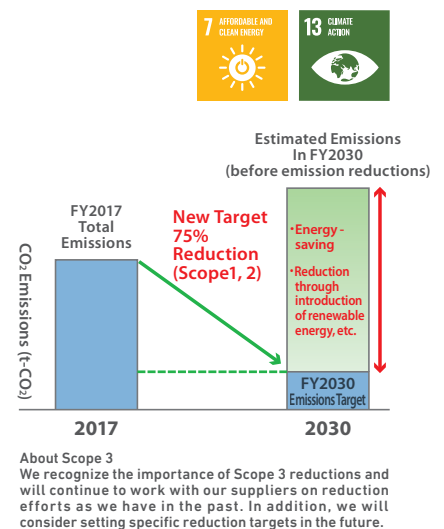 7 AFFORDABLE AND
CLEAN ENERGY
13 CLIMATE
ACTION
Estimated Emissions
In FY2030
(before emission reductions)
FY2017
Total
Emissions
New Target
75%
Reduction
(Scope1, 2)
・Energy -
saving
・Reduction
through
introduction
of renewable
energy, etc.
CO₂ Emissions (t-CO₂)
FY2030
Emissions Target
2017
2030
About Scope 3
We recognize the importance of Scope 3 reductions and
will continue to work with our suppliers on reduction
efforts as we have in the past. In addition, we will
consider setting specific reduction targets in the future.